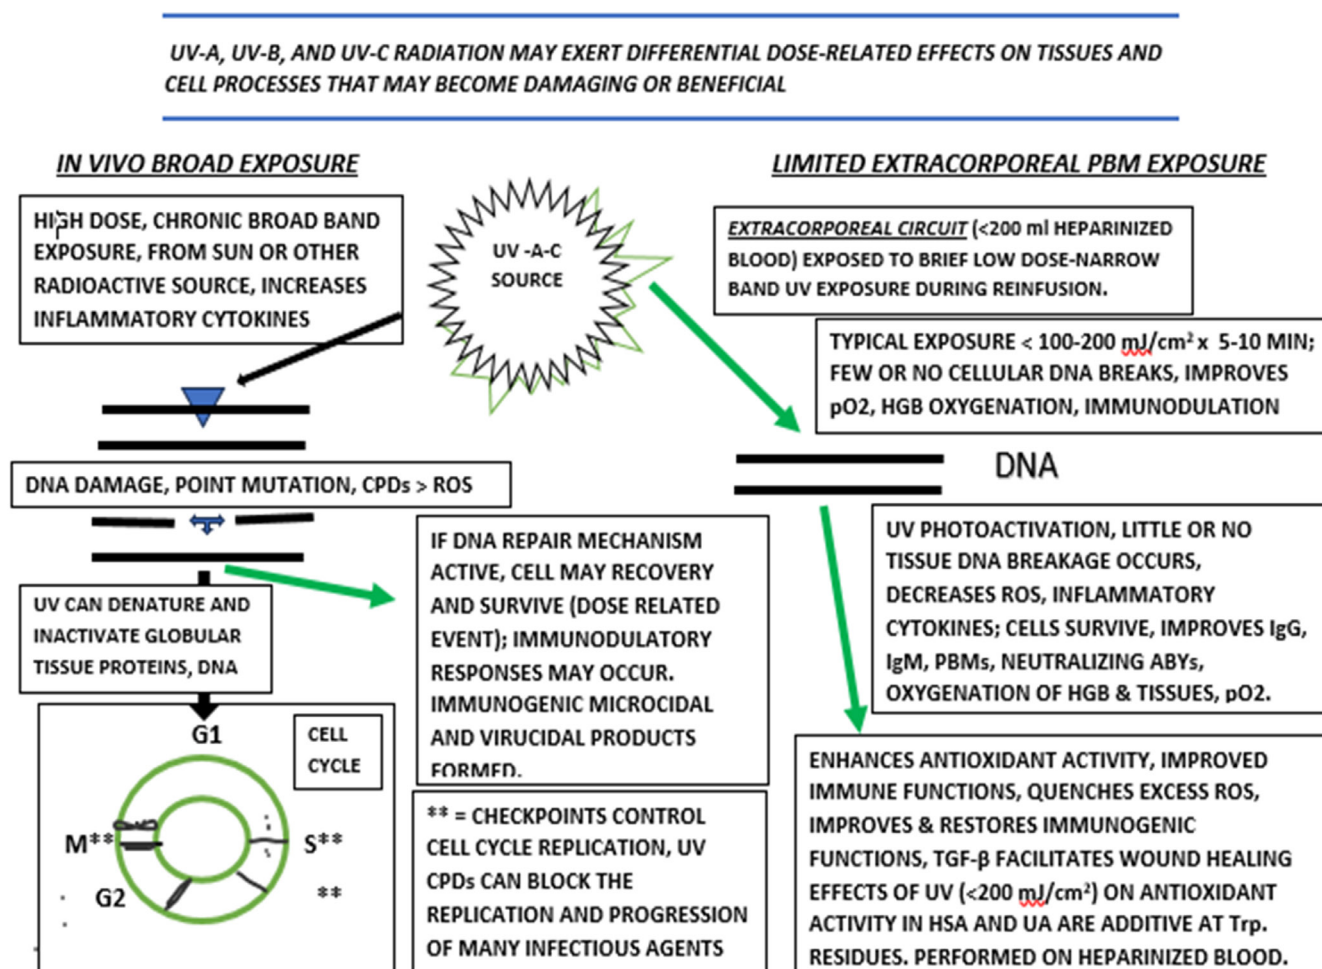 UV-A, UV-B, AND UV-C RADIATION MAY EXERT DIFFERENTIAL DOSE-RELATED EFFECTS ON TISSUES AND
CELL PROCESSES THAT MAY BECOME DAMAGING OR BENEFICIAL
IN VIVO BROAD EXPOSURE
HIGH DOSE, CHRONIC BROAD BAND
EXPOSURE, FROM SUN OR OTHER
RADIOACTIVE SOURCE, INCREASES
INFLAMMATORY CYTOKINES
UV -A-C
SOURCE
LIMITED EXTRACORPOREAL PBM EXPOSURE
EXTRACORPOREAL CIRCUIT (<200 ml HEPARINIZED
BLOOD) EXPOSED TO BRIEF LOW DOSE-NARROW
BAND UV EXPOSURE DURING REINFUSION.
TYPICAL EXPOSURE < 100-200 mJ/cm² x 5-10 MIN;
FEW OR NO CELLULAR DNA BREAKS, IMPROVES
pO2, HGB OXYGENATION, IMMUNODULATION
DNA DAMAGE, POINT MUTATION, CPDs > ROS
DNA
UV CAN DENATURE AND
INACTIVATE GLOBULAR
TISSUE PROTEINS, DNA
IF DNA REPAIR MECHANISM
ACTIVE, CELL MAY RECOVERY
AND SURVIVE (DOSE RELATED
EVENT); IMMUNODULATORY
RESPONSES MAY OCCUR.
IMMUNOGENIC MICROCIDAL
AND VIRUCIDAL PRODUCTS
FORMED.
UV PHOTOACTIVATION, LITTLE OR NO
TISSUE DNA BREAKAGE OCCURS,
DECREASES ROS, INFLAMMATORY
CYTOKINES; CELLS SURVIVE, IMPROVES IgG,
IgM, PBMs, NEUTRALIZING ABYs,
OXYGENATION OF HGB & TISSUES, pO2.
G1
CELL
CYCLE
M**
S**
G2
**
** = CHECKPOINTS CONTROL
CELL CYCLE REPLICATION, UV
CPDs CAN BLOCK THE
REPLICATION AND PROGRESSION
OF MANY INFECTIOUS AGENTS
ENHANCES ANTIOXIDANT ACTIVITY, IMPROVED
IMMUNE FUNCTIONS, QUENCHES EXCESS ROS,
IMPROVES & RESTORES IMMUNOGENIC
FUNCTIONS, TGF-β FACILITATES WOUND HEALING
EFFECTS OF UV (<200 mJ/cm²) ON ANTIOXIDANT
ACTIVITY IN HSA AND UA ARE ADDITIVE AT Trp.
RESIDUES. PERFORMED ON HEPARINIZED BLOOD.